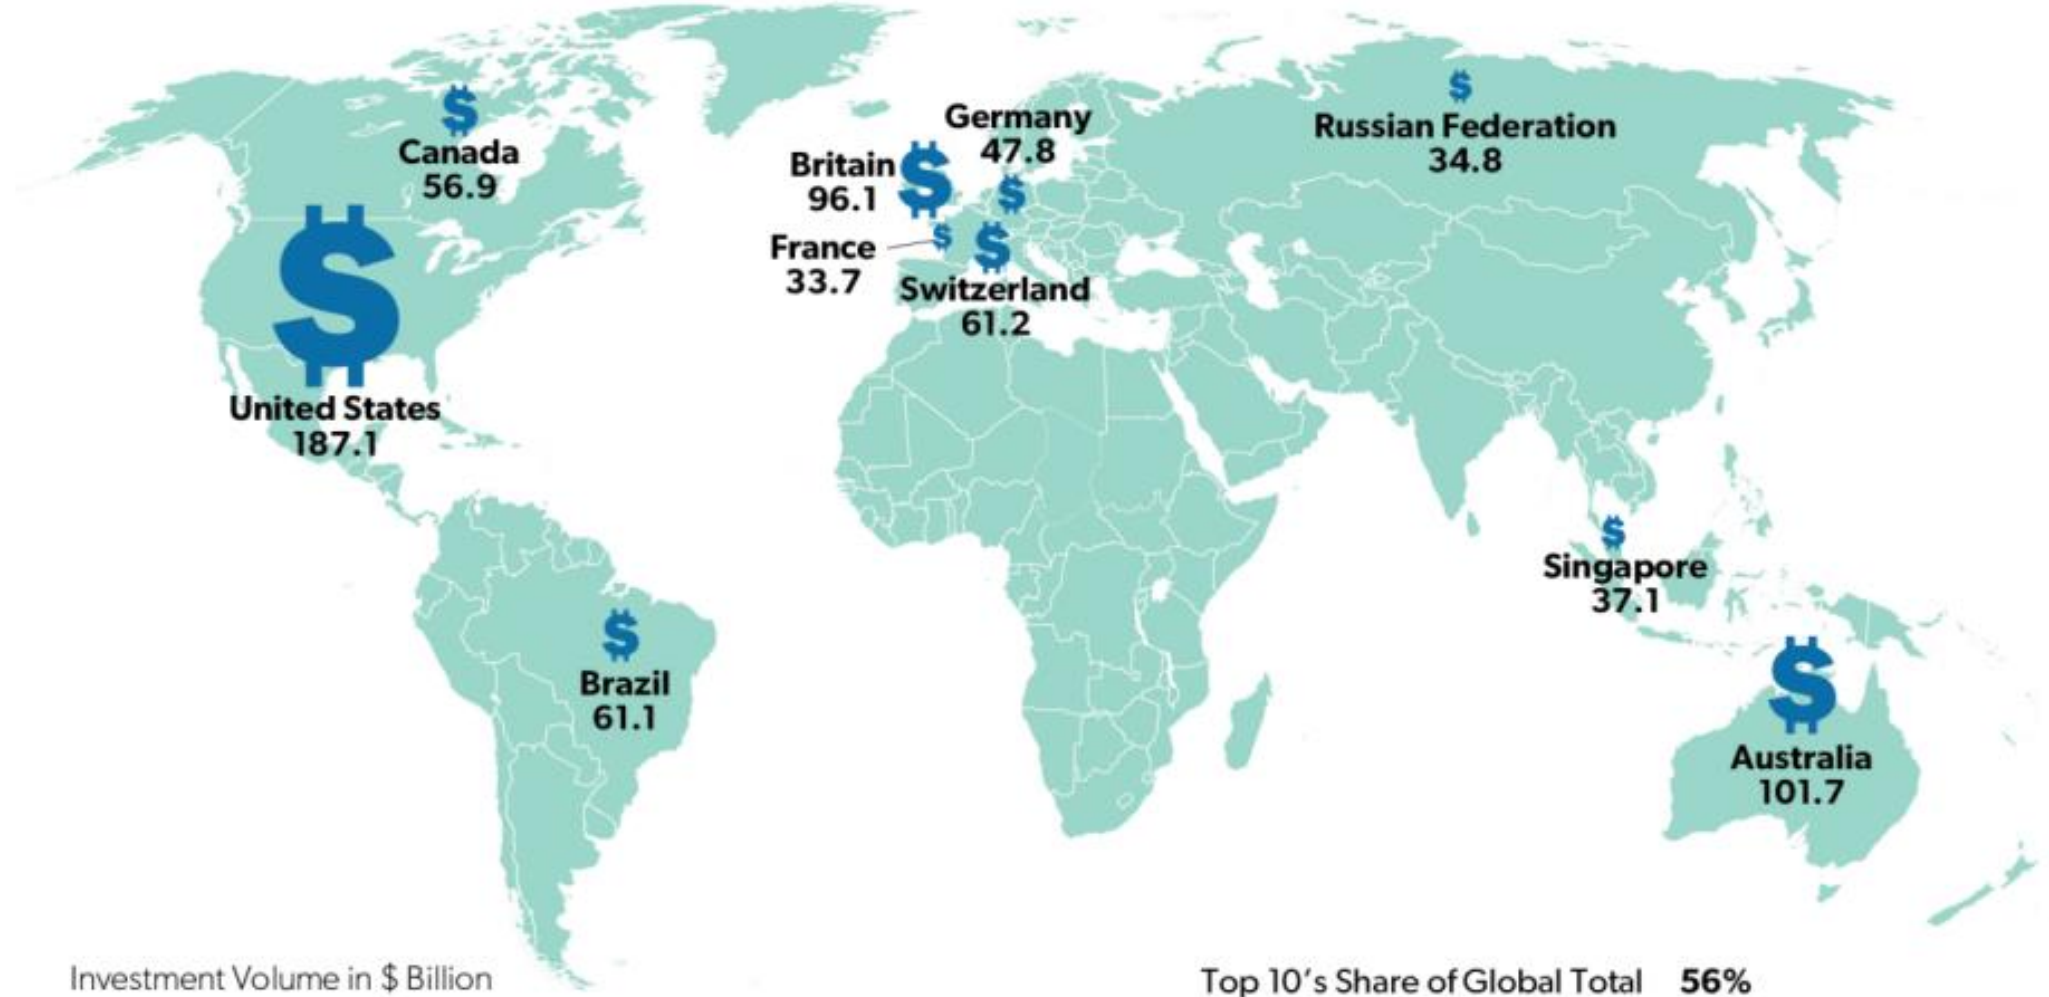 Canada
56.9
United States
187.1
Brazil
61.1
Germany
47.8
Britain
96.1
France
33.7
Switzerland
61.2
Russian Federation
34.8
Singapore
37.1
Australia
101.7
Investment Volume in $ Billion
Top 10's Share of Global Total 56%